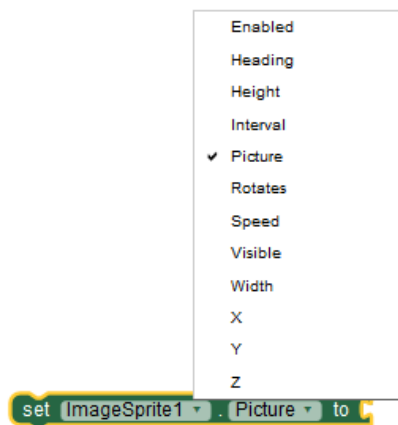 Enabled
Heading
Height
Interval
Picture
Rotates
Speed
Visible
Width
X
Y
Z
set ImageSprite1 . Picture to